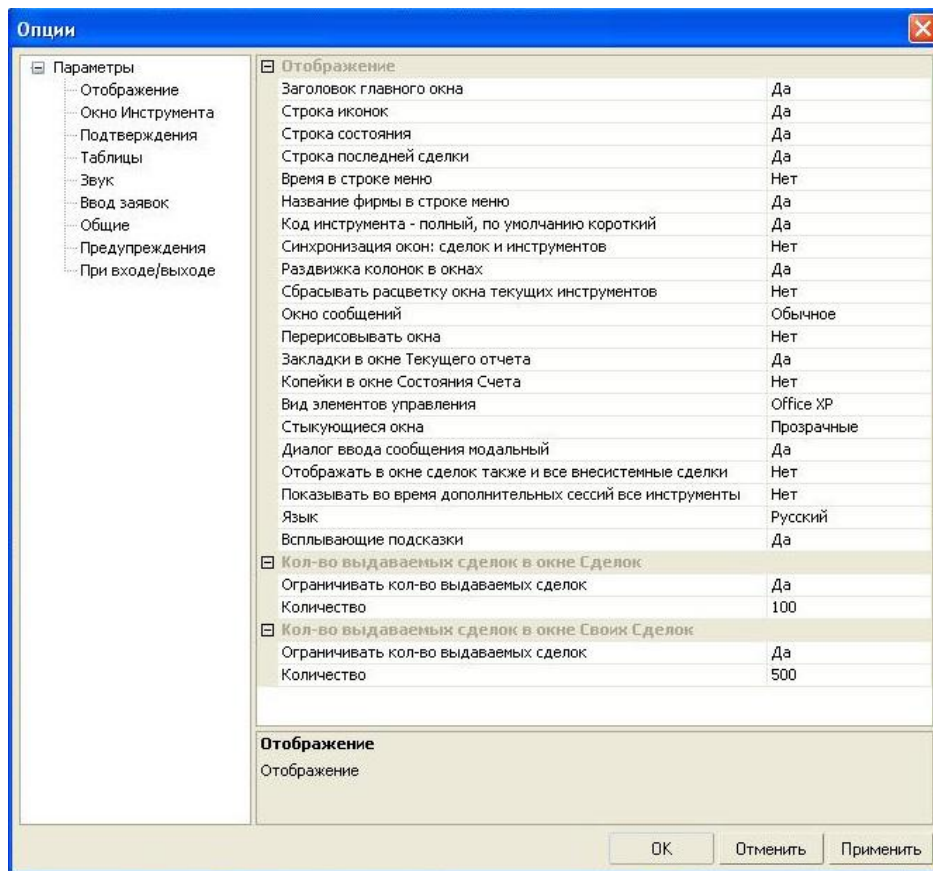 Опции
Параметры
Отображение
Окно Инструмента
Подтверждения
Таблицы
Звук
Ввод заявок
Общие
Предупреждения
При входе/выходе
Отображение
Заголовок главного окна Да
Строка иконок Да
Строка состояния Да
Строка последней сделки Да
Время в строке меню Нет
Название фирмы в строке меню Да
Код инструмента - полный, по умолчанию короткий Да
Синхронизация окон: сделок и инструментов Нет
Раздвижка колонок в окнах Да
Сбрасывать расцветку окна текущих инструментов Нет
Окно сообщений Обычное
Перерисовывать окна Нет
Закладки в окне Текущего отчета Да
Копейки в окне Состояния Счета Нет
Вид элементов управления Office XP
Стыкующиеся окна Прозрачные
Диалог ввода сообщения модальный Да
Отображать в окне сделок также и все внесистемные сделки Нет
Показывать во время дополнительных сессий все инструменты Нет
Язык Русский
Всплывающие подсказки Да
Кол-во выдаваемых сделок в окне Сделок
Ограничивать кол-во выдаваемых сделок Да
Количество 100
Кол-во выдаваемых сделок в окне Своих Сделок
Ограничивать кол-во выдаваемых сделок Да
Количество 500
Отображение
Отображение
OK Отменить Применить